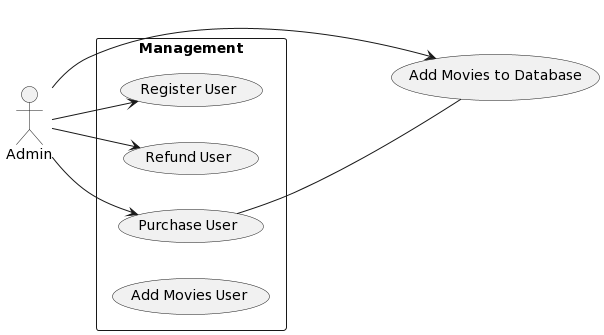 Management
Add Movies to Database
Register User
Admin
Refund User
Purchase User
Add Movies User